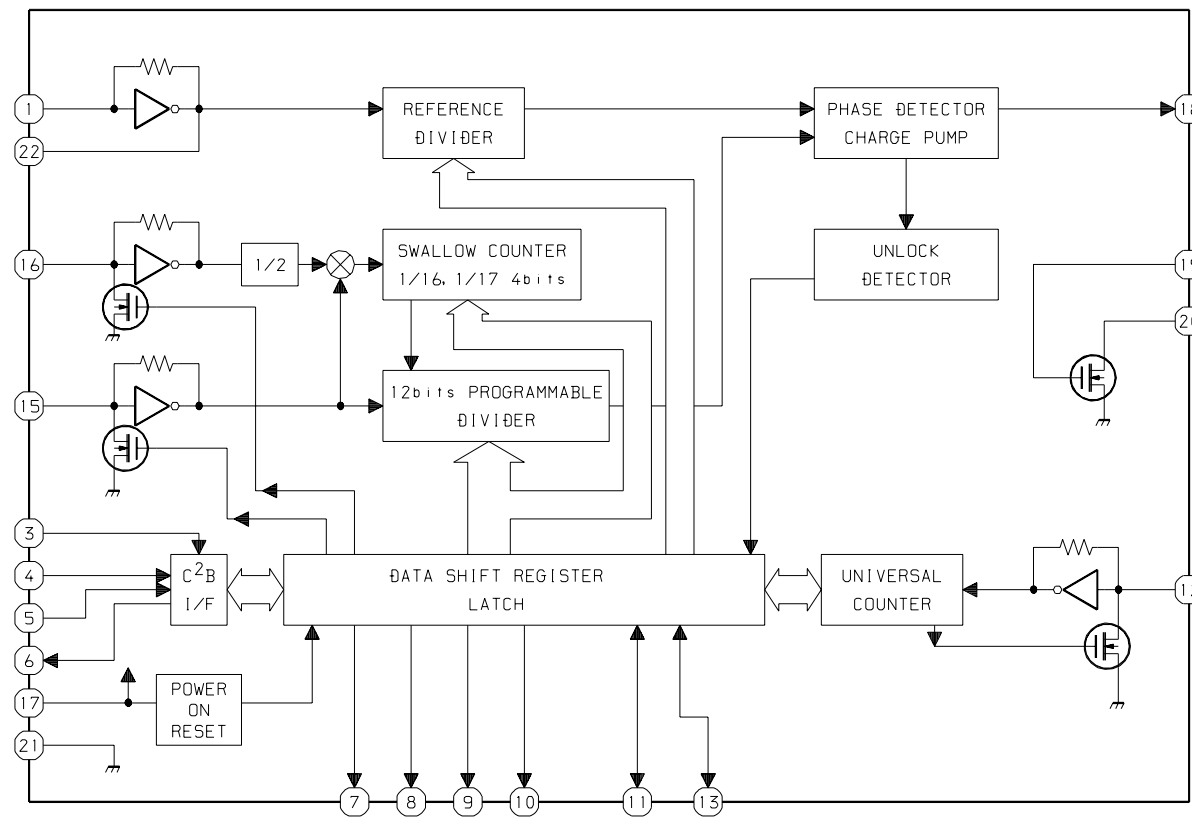 1
REFERENCE
DIVIDER
PHASE DETECTOR
CHARGE PUMP
18
22
16
1/2
SWALLOW COUNTER
1/16, 1/17 4bits
UNLOCK
DETECTOR
19
15
12bits PROGRAMMABLE
DIVIDER
3
4
5
6
C2B
I/F
DATA SHIFT REGISTER
LATCH
UNIVERSAL
COUNTER
17
POWER
ON
RESET
21
7
8
9
10
11
13